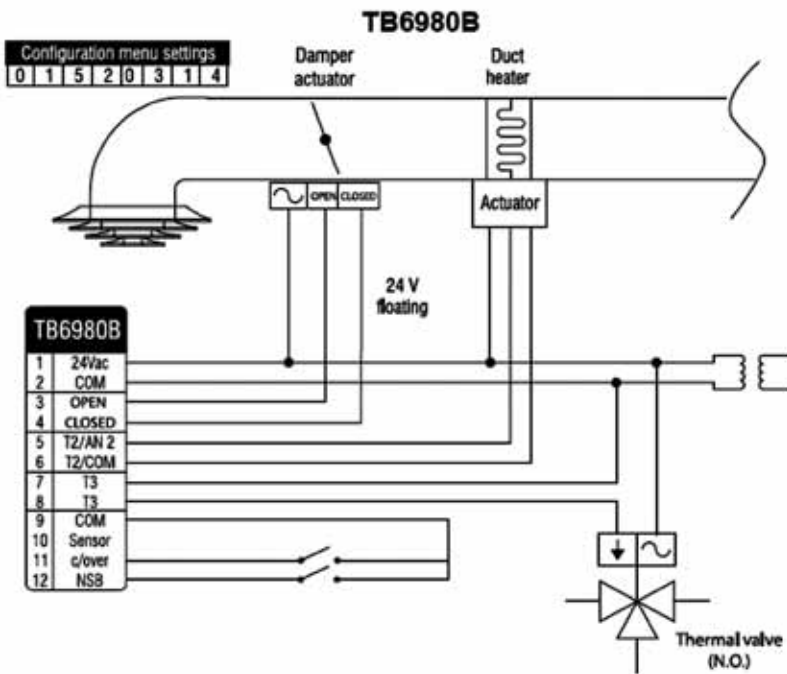 TB6980B
Configuration menu settings
0 1 5 2 0 3 1 4
Damper
actuator
Duct
heater
OPEN CLOSED
Actuator
24 V
floating
TB6980B
1 24Vac
2 COM
3 OPEN
4 CLOSED
5 T2/AN 2
6 T2/COM
7 T3
8 T3
9 COM
10 Sensor
11 c/over
12 NSB
Thermal valve
(N.O.)